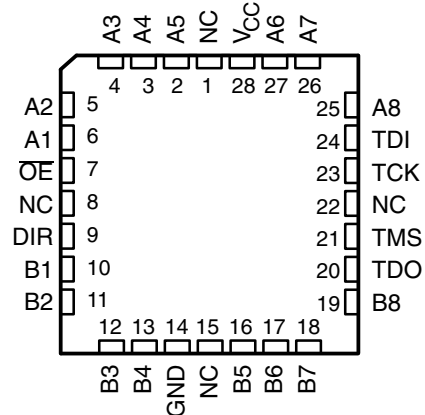 A3 A4 A5 NC VCC A6 A7
4 3 2 1 28 27 26
A2 5 25 A8
A1 6 24 TDI
OE 7 23 TCK
NC 8 22 NC
DIR 9 21 TMS
B1 10 20 TDO
B2 11 19 B8
12 13 14 15 16 17 18
B3 B4 GND NC B5 B6 B7